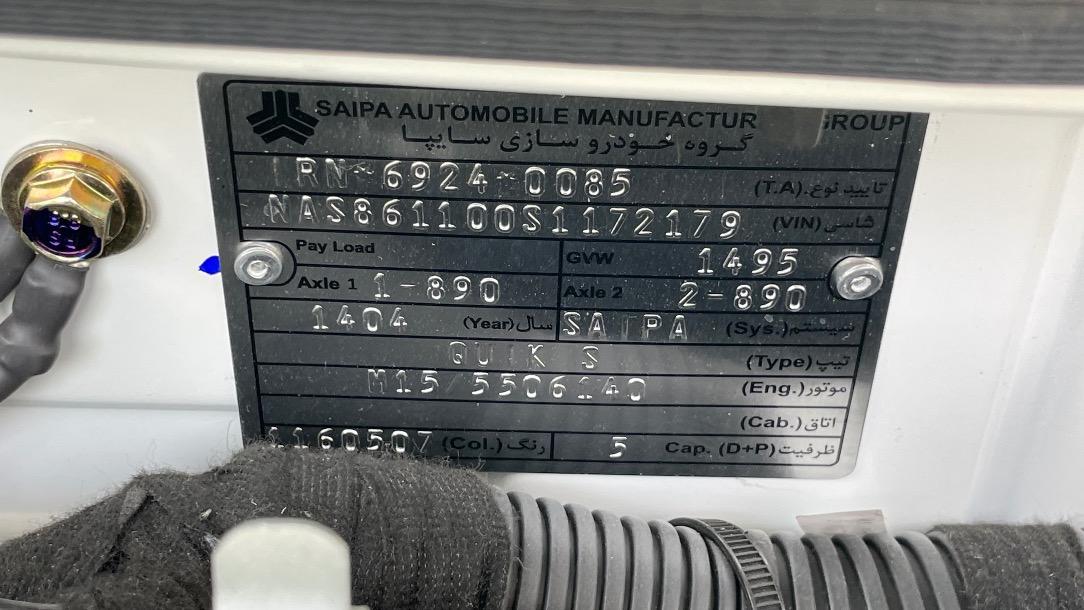 SAIPA AUTOMOBILE MANUFACTUR ROUP
گروه خودرو سازی سایپا
RN-6924-0085 تایید نوع.(T.A)
NAS861100S1172179 شاسی(VIN)
Pay Load GVW 1495
Axle 1 1-890 Axle 2 2-890
1404 سال(Year) SAIPA سیستم(Sys.)
QUIK S تیپ(Type)
M15/5506140 موتور(Eng.)
اتاق(Cab.)
1160507 رنگ(Col.) 5 Cap. (D+P) ظرفیت